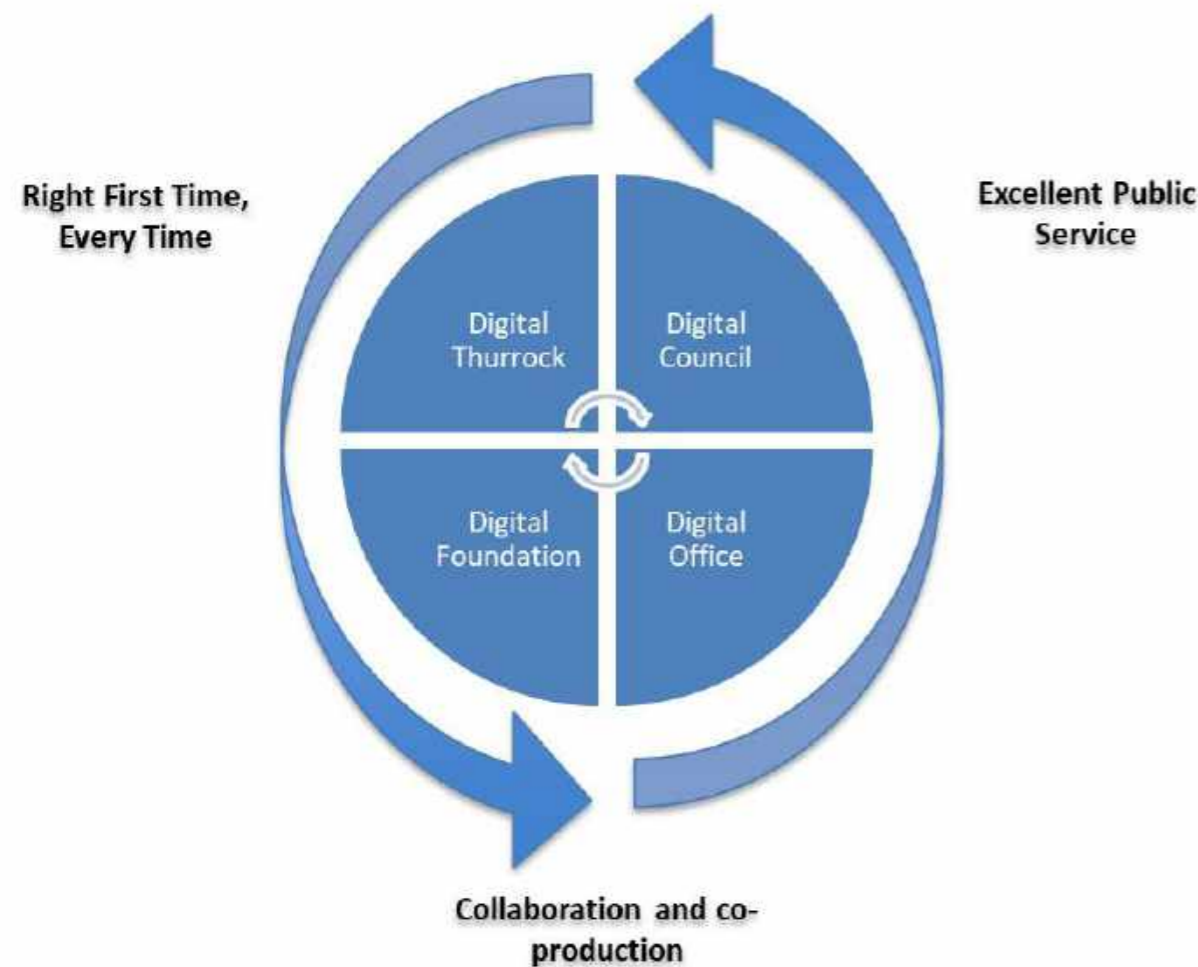 Right First Time,
Every Time
Excellent Public
Service
Digital
Thurrock
Digital
Council
Digital
Foundation
Digital
Office
Collaboration and co-
production